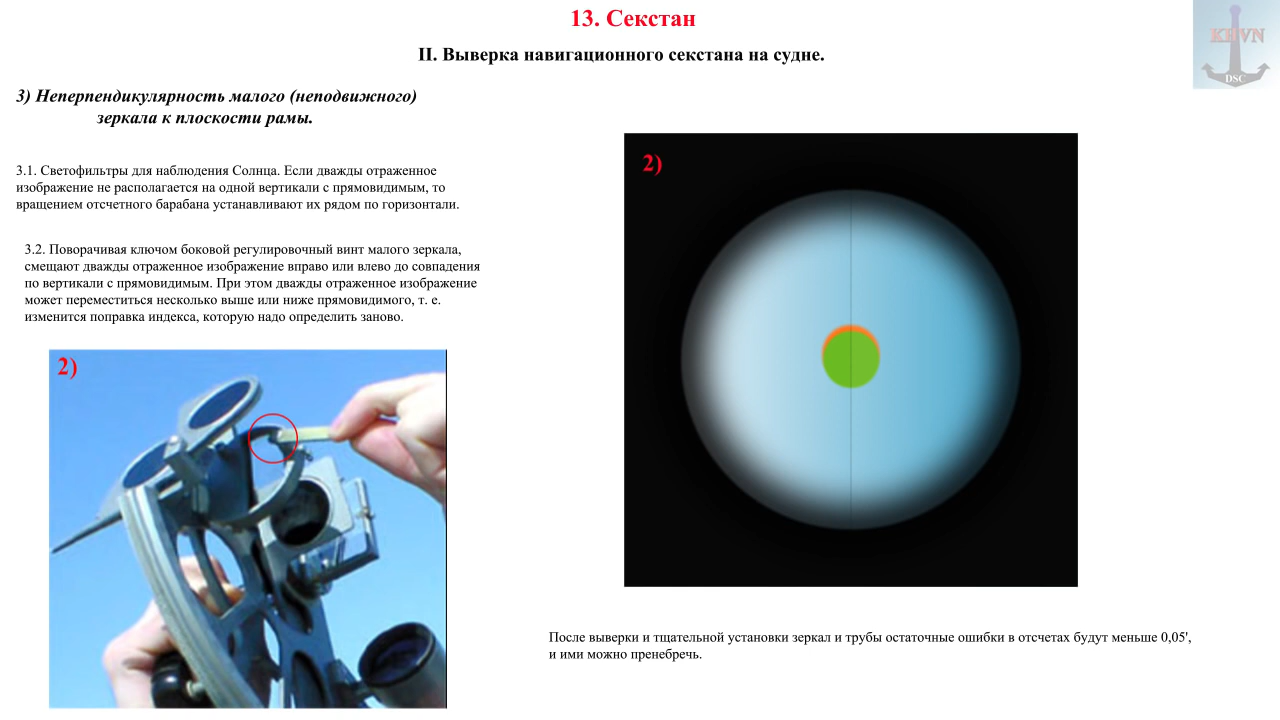 13. Секстан
KHVN
DSC
II. Выверка навигационного секстана на судне.
3) Неперпендикулярность малого (неподвижного)
зеркала к плоскости рамы.
3.1. Светофильтры для наблюдения Солнца. Если дважды отраженное
изображение не располагается на одной вертикали с прямовидимым, то
вращением отсчетного барабана устанавливают их рядом по горизонтали.
3.2. Поворачивая ключом боковой регулировочный винт малого зеркала,
смещают дважды отраженное изображение вправо или влево до совпадения
по вертикали с прямовидимым. При этом дважды отраженное изображение
может переместиться несколько выше или ниже прямовидимого, т. е.
изменится поправка индекса, которую надо определить заново.
2)
2)
После выверки и тщательной установки зеркал и трубы остаточные ошибки в отсчетах будут меньше 0,05',
и ими можно пренебречь.